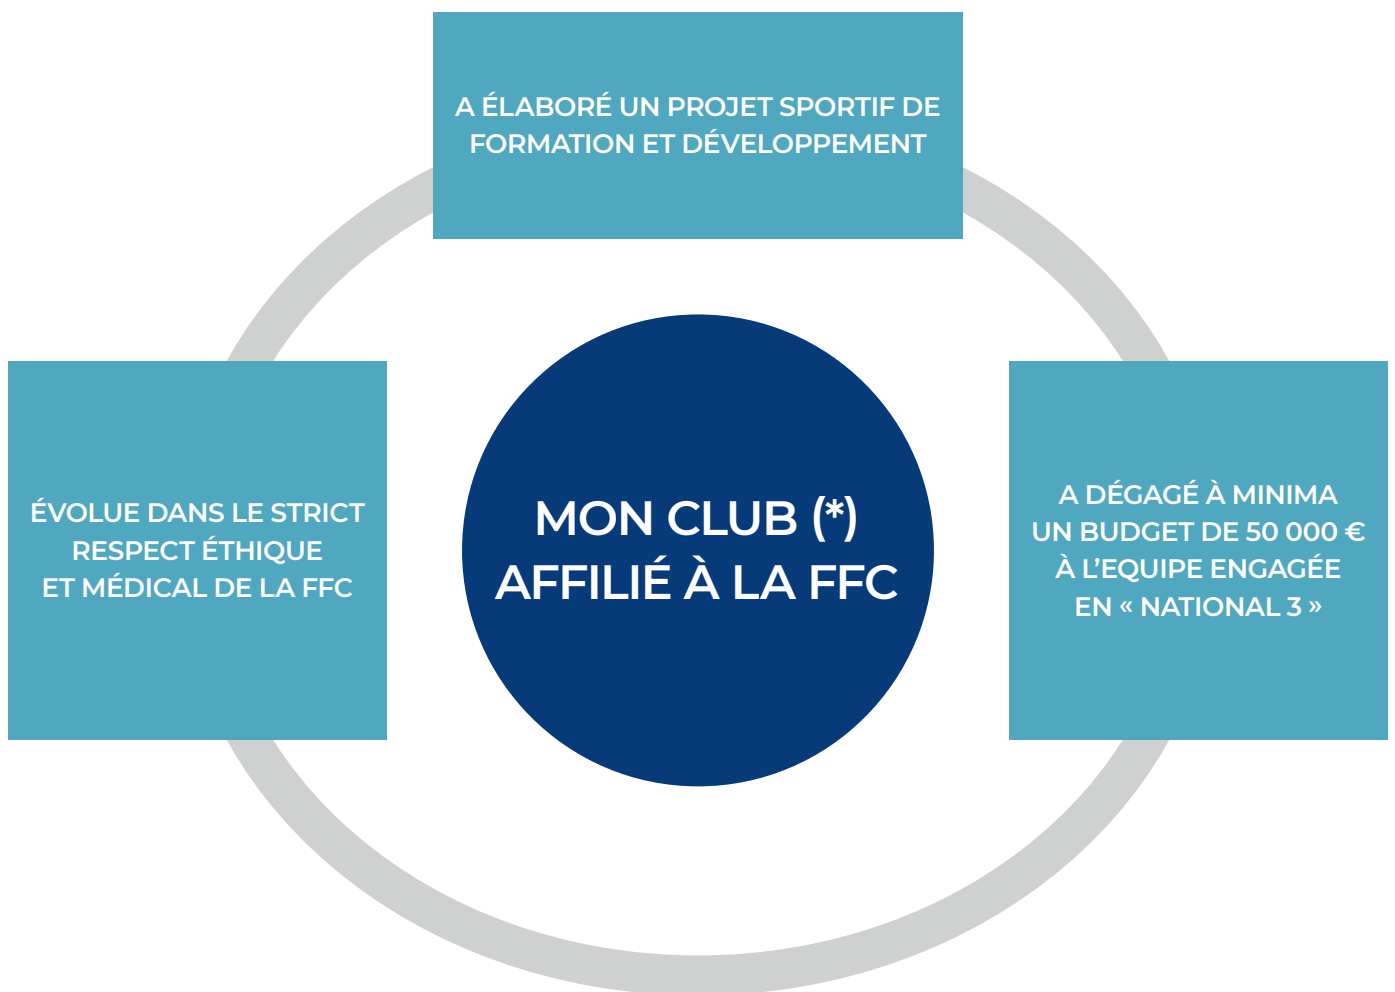 A ÉLABORÉ UN PROJET SPORTIF DE
FORMATION ET DÉVELOPPEMENT
ÉVOLUE DANS LE STRICT
RESPECT ÉTHIQUE
ET MÉDICAL DE LA FFC
MON CLUB (*)
AFFILIÉ À LA FFC
A DÉGAGÉ À MINIMA
UN BUDGET DE 50 000 €
À L’EQUIPE ENGAGÉE
EN « NATIONAL 3 »